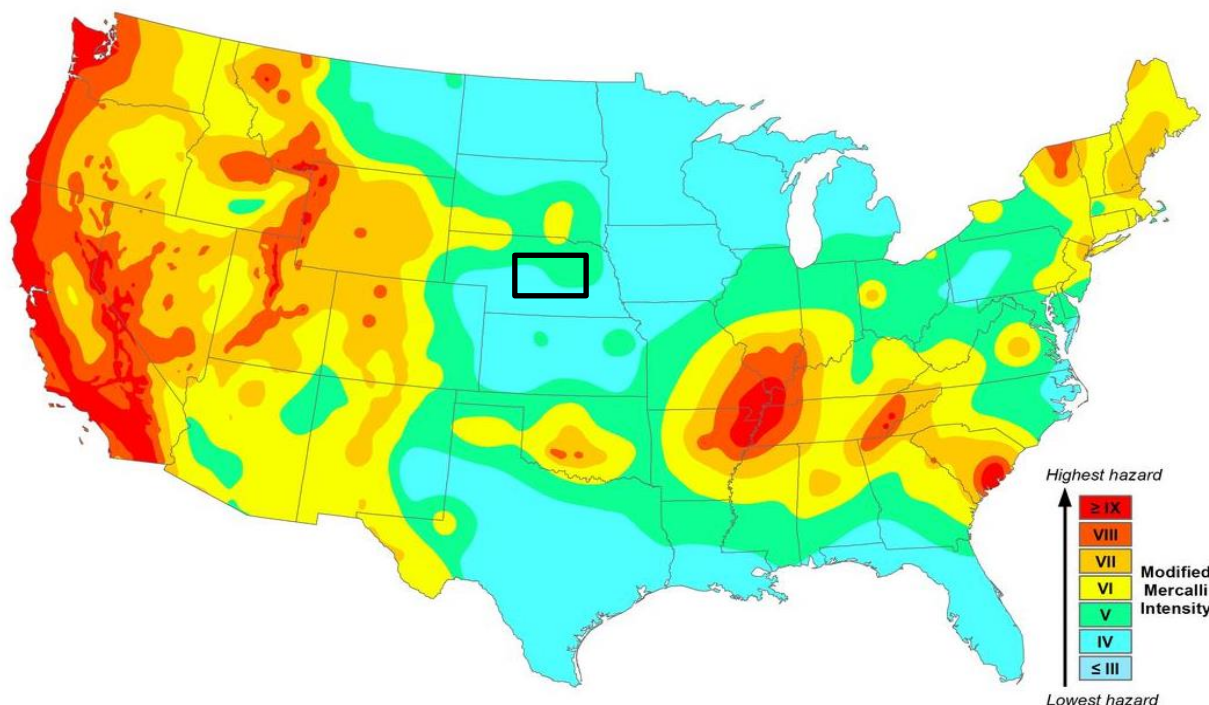 Highest hazard
≥ IX
VIII
VII
VI
V
IV
≤ III
Modified
Mercalli
Intensity
Lowest hazard